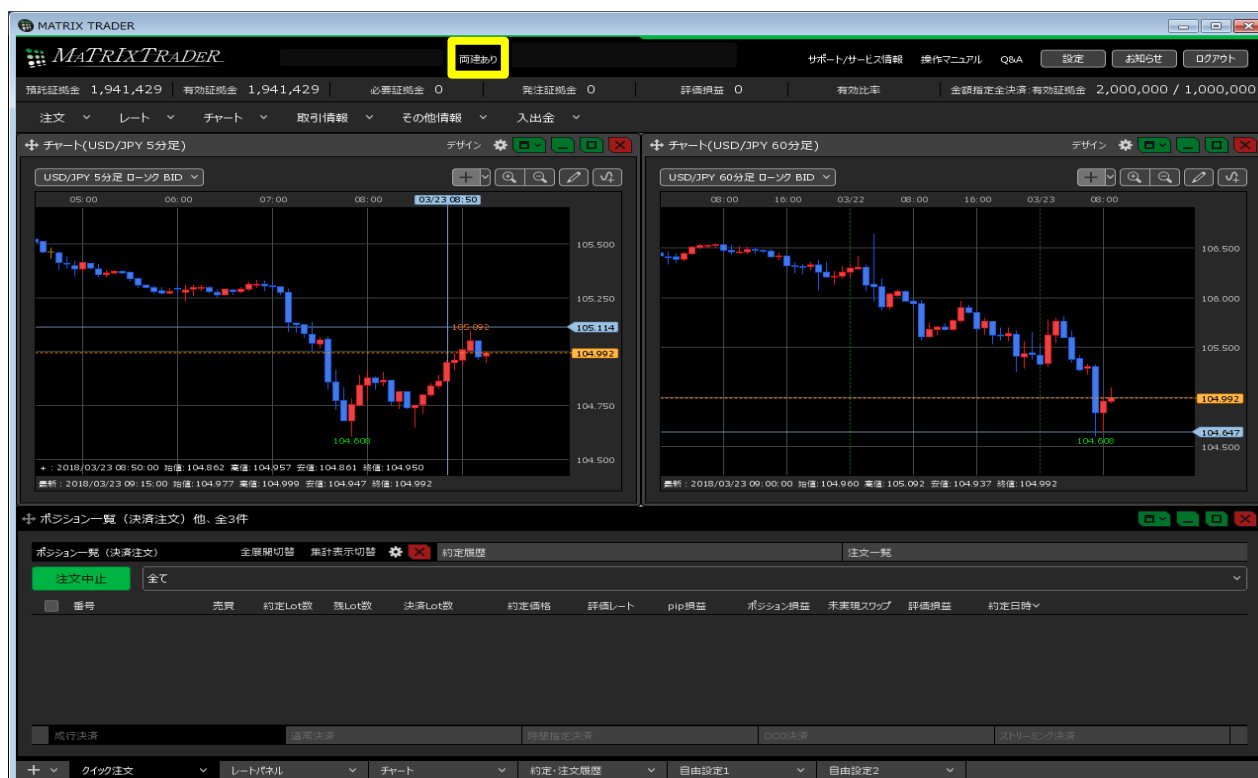 MATRIX TRADER
MATRIXTRADER 両建あり サポート/サービス情報 操作マニュアル Q&A 設定 お知らせ ログアウト
預託証拠金 1,941,429 有効証拠金 1,941,429 必要証拠金 0 発注証拠金 0 評価損益 0 有効比率 金額指定全決済:有効証拠金 2,000,000 / 1,000,000
注文 レート チャート 取引情報 その他情報 入出金
チャート(USD/JPY 5分足) デザイン
USD/JPY 5分足 ローソク BID
05:00 06:00 07:00 08:00 03/23 08:50
105.500
105.250
105.092 105.114
104.992
104.750
104.608
104.500
+ : 2018/03/23 08:50:00 始値:104.862 高値:104.957 安値:104.861 終値:104.950
最新 : 2018/03/23 09:15:00 始値:104.977 高値:104.999 安値:104.947 終値:104.992
チャート(USD/JPY 60分足) デザイン
USD/JPY 60分足 ローソク BID
08:00 16:00 03/22 08:00 16:00 03/23 08:00
106.500
106.000
105.500
104.992
104.647
104.608
104.500
最新 : 2018/03/23 09:00:00 始値:104.960 高値:105.092 安値:104.937 終値:104.992
ポジション一覧（決済注文）他、全3件
ポジション一覧（決済注文） 全展開切替 集計表示切替 約定履歴 注文一覧
注文中止 全て
番号 売買 約定Lot数 残Lot数 決済Lot数 約定価格 評価レート pip損益 ポジション損益 未実現スワップ 評価損益 約定日時
成行決済 通常決済 時間指定決済 OCO決済 ストリーミング決済
クイック注文 レートパネル チャート 約定・注文履歴 自由設定1 自由設定2